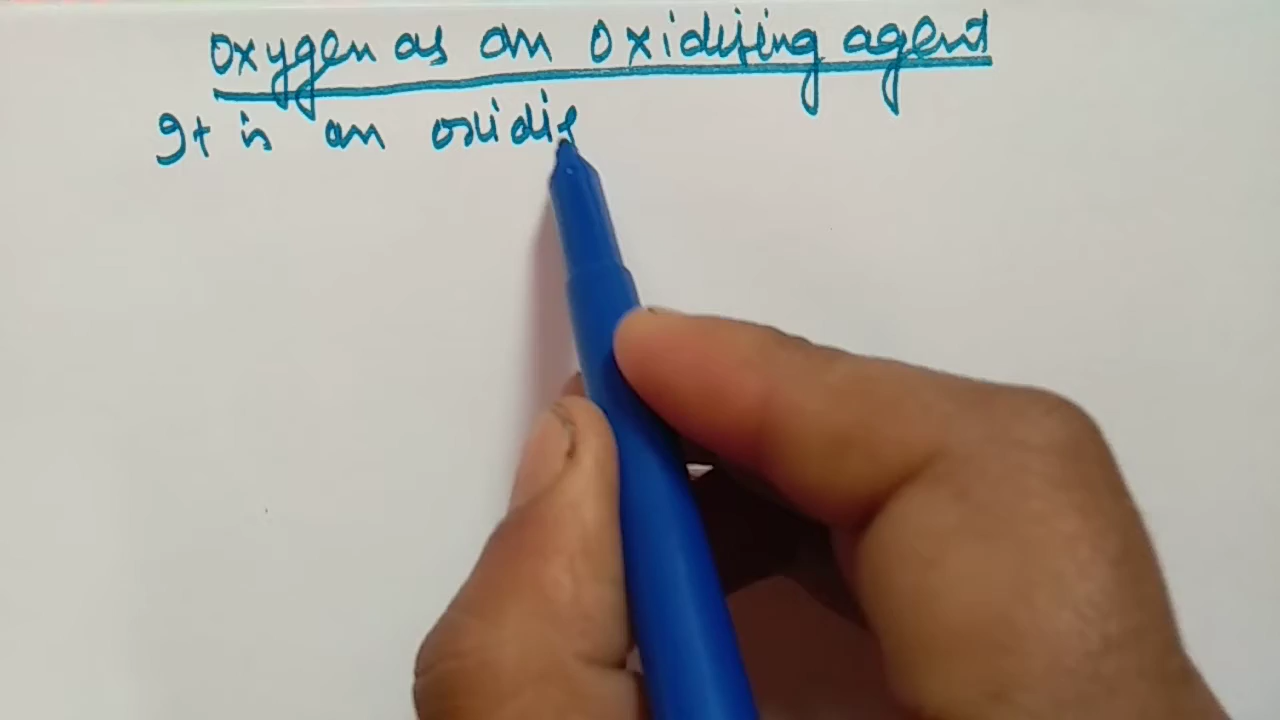 oxygen as an oxidising agent
It is an oxidis